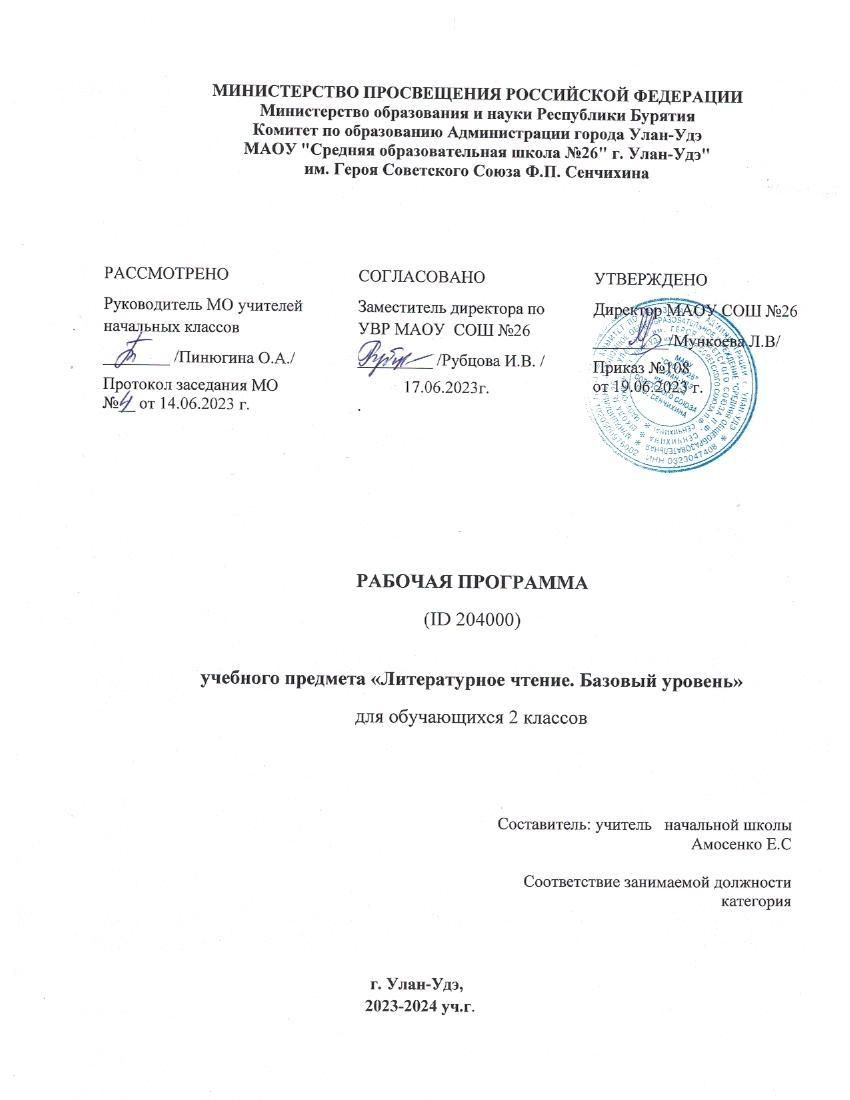 МИНИСТЕРСТВО ПРОСВЕЩЕНИЯ РОССИЙСКОЙ ФЕДЕРАЦИИ
Министерство образования и науки Республики Бурятия
Комитет по образованию Администрации города Улан-Удэ
МАОУ "Средняя образовательная школа №26" г. Улан-Удэ"
им. Героя Советского Союза Ф.П. Сенчихина
РАССМОТРЕНО
Руководитель МО учителей
начальных классов
/Пинюгина О.А./
Протокол заседания МО
№4 от 14.06.2023 г.
СОГЛАСОВАНО
Заместитель директора по
УВР МАОУ СОШ №26
/Рубцова И.В. /
17.06.2023г.
УТВЕРЖДЕНО
Директор МАОУ СОШ №26
/Мункоева Л.В/
Приказ №108
от 19.06.2023 г.
ИНН 0323047408
РАБОЧАЯ ПРОГРАММА
(ID 204000)
учебного предмета «Литературное чтение. Базовый уровень»
для обучающихся 2 классов
Составитель: учитель начальной школы
Амосенко Е.С
Соответствие занимаемой должности
категория
г. Улан-Удэ,
2023-2024 уч.г.